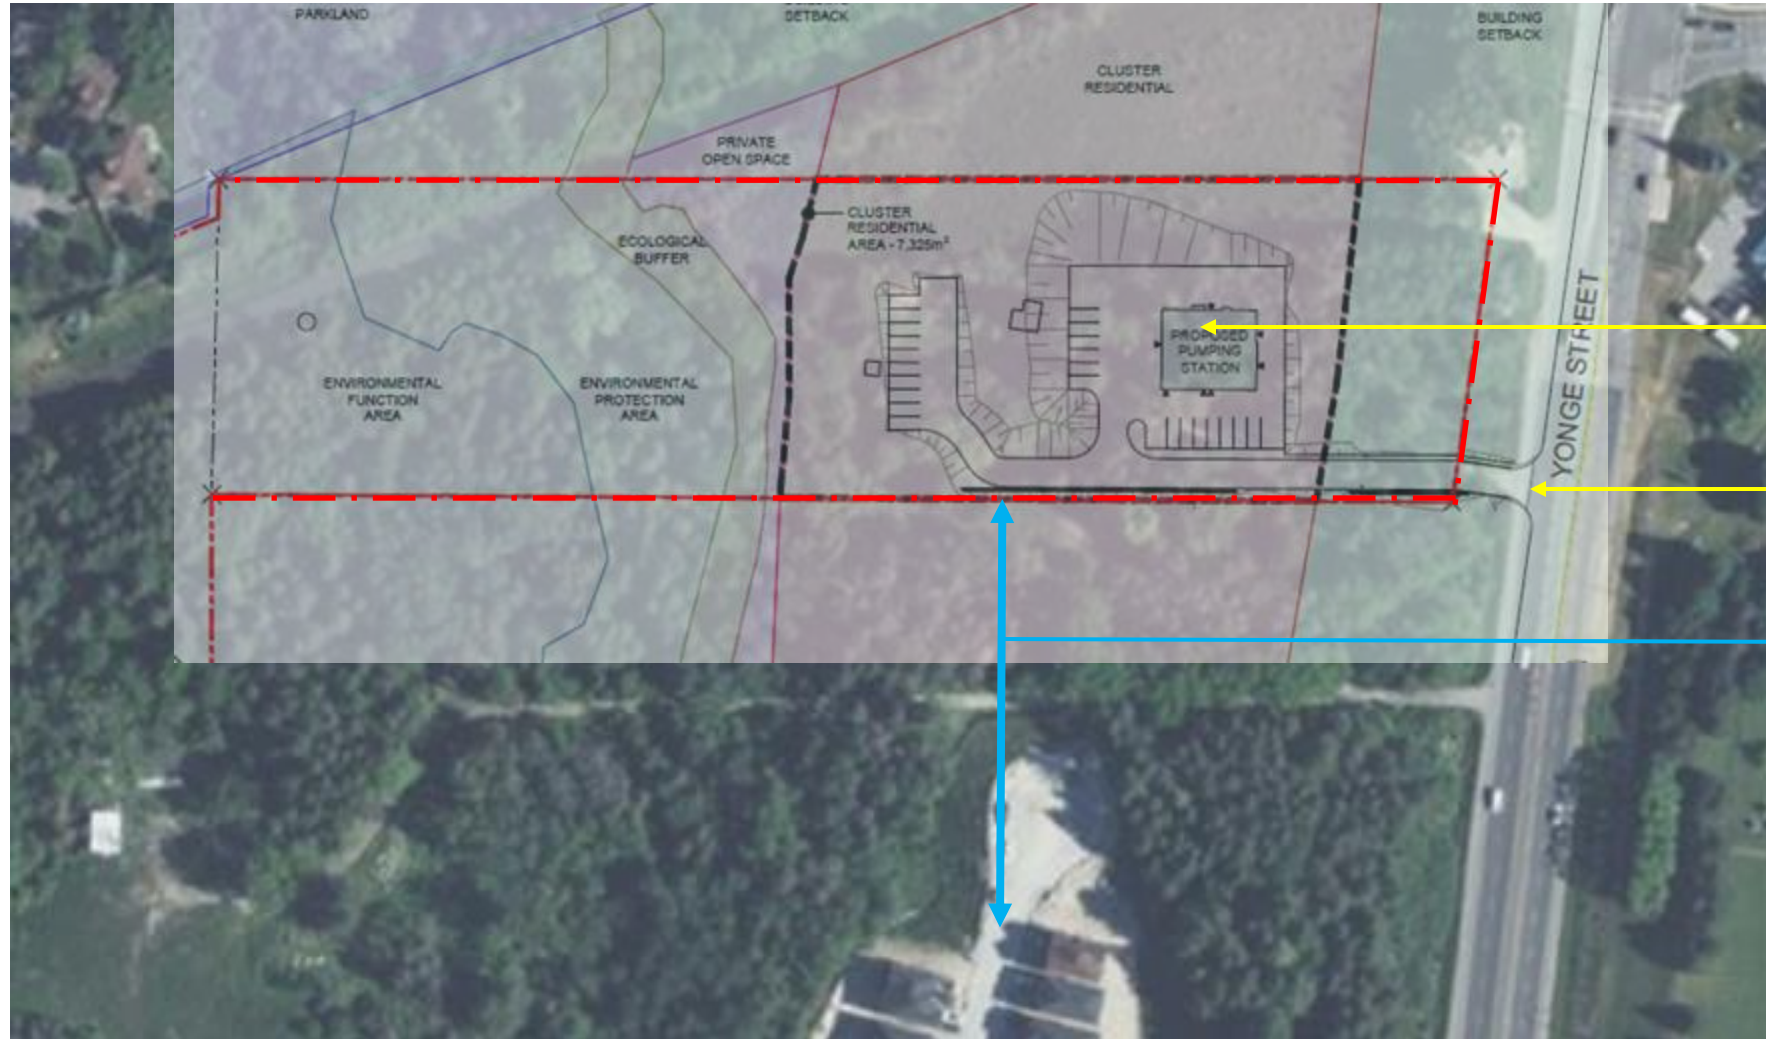 PARKLAND
SETBACK
BUILDING
SETBACK
CLUSTER
RESIDENTIAL
PRIVATE
OPEN SPACE
CLUSTER
RESIDENTIAL
AREA - 7,325m²
ECOLOGICAL
BUFFER
PROPOSED
PUMPING
STATION
ENVIRONMENTAL
FUNCTION
AREA
ENVIRONMENTAL
PROTECTION
AREA
YONGE STREET